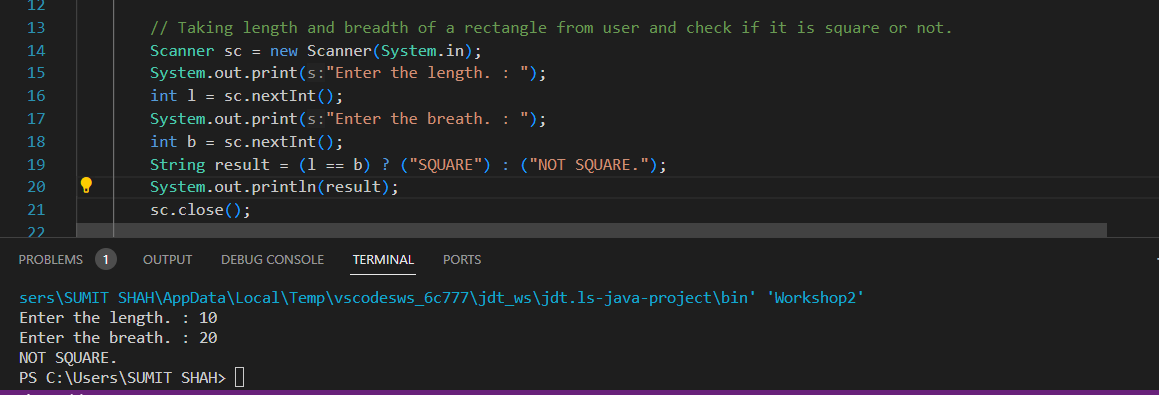 12
13 // Taking length and breadth of a rectangle from user and check if it is square or not.
14 Scanner sc = new Scanner(System.in);
15 System.out.print(s:"Enter the length. : ");
16 int l = sc.nextInt();
17 System.out.print(s:"Enter the breath. : ");
18 int b = sc.nextInt();
19 String result = (l == b) ? ("SQUARE") : ("NOT SQUARE.");
20 System.out.println(result);
21 sc.close();
22
PROBLEMS 1 OUTPUT DEBUG CONSOLE TERMINAL PORTS
sers\SUMIT SHAH\AppData\Local\Temp\vscodesws_6c777\jdt_ws\jdt.ls-java-project\bin' 'Workshop2'
Enter the length. : 10
Enter the breath. : 20
NOT SQUARE.
PS C:\Users\SUMIT SHAH>